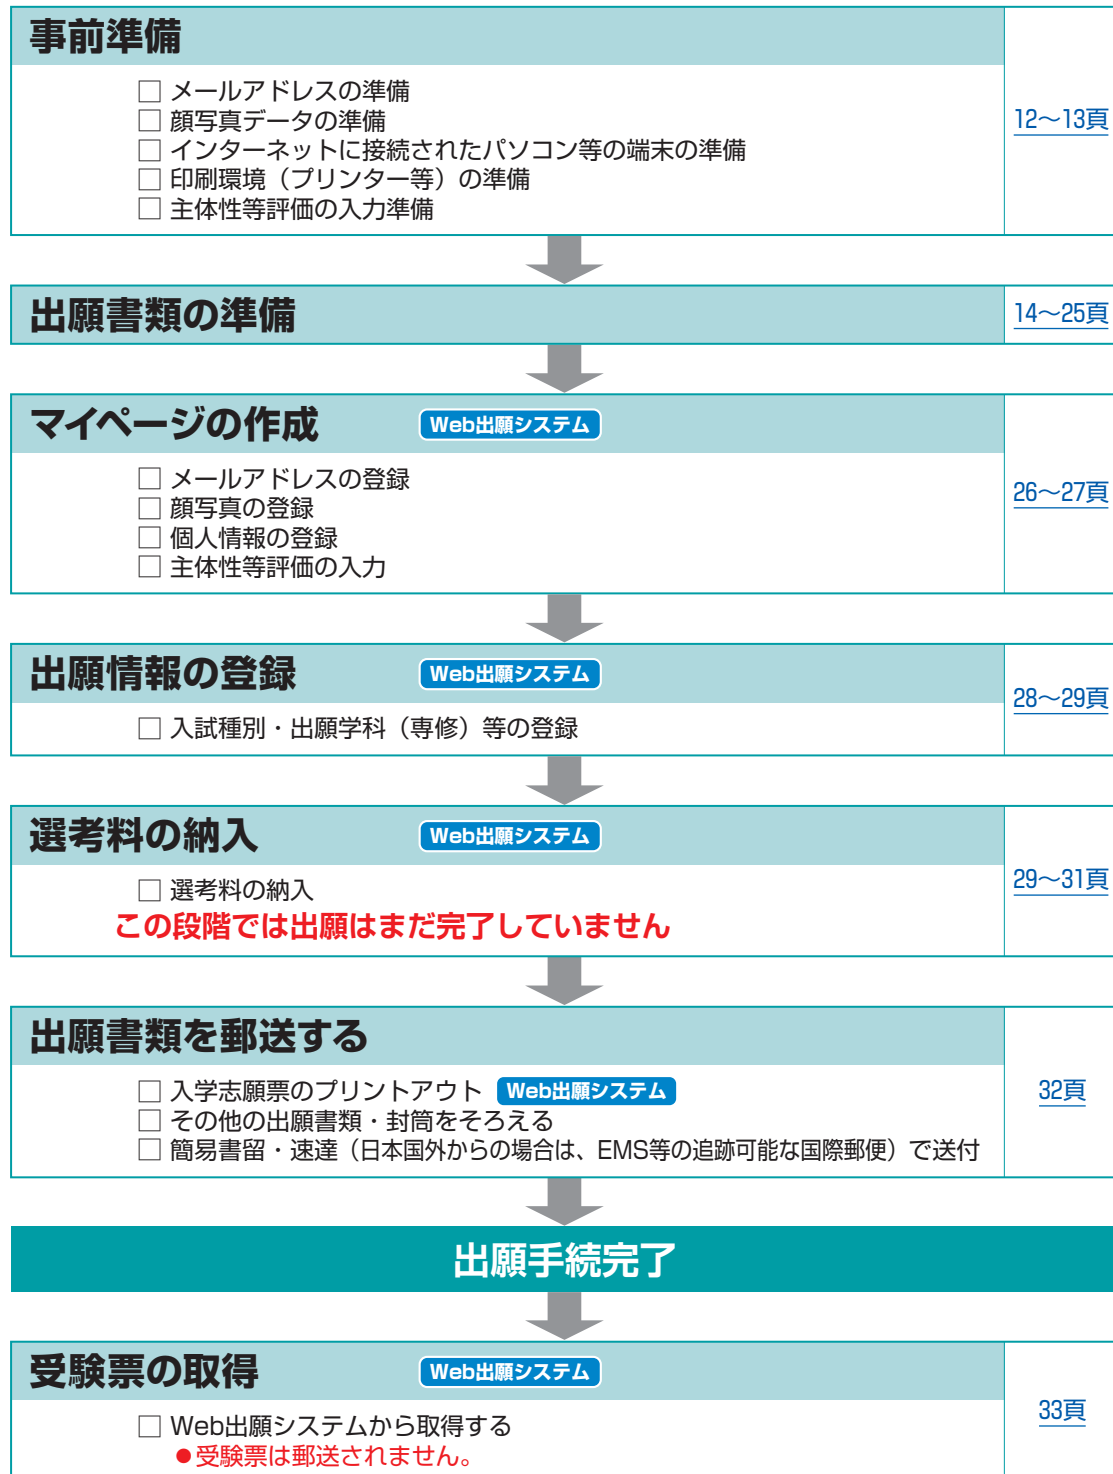 事前準備
□ メールアドレスの準備
□ 顔写真データの準備
□ インターネットに接続されたパソコン等の端末の準備
□ 印刷環境（プリンター等）の準備
□ 主体性等評価の入力準備
12〜13頁
出願書類の準備
14〜25頁
マイページの作成 Web出願システム
□ メールアドレスの登録
□ 顔写真の登録
□ 個人情報の登録
□ 主体性等評価の入力
26〜27頁
出願情報の登録 Web出願システム
□ 入試種別・出願学科（専修）等の登録
28〜29頁
選考料の納入 Web出願システム
□ 選考料の納入
この段階では出願はまだ完了していません
29〜31頁
出願書類を郵送する
□ 入学志願票のプリントアウト Web出願システム
□ その他の出願書類・封筒をそろえる
□ 簡易書留・速達（日本国外からの場合は、EMS等の追跡可能な国際郵便）で送付
32頁
出願手続完了
受験票の取得 Web出願システム
□ Web出願システムから取得する
●受験票は郵送されません。
33頁